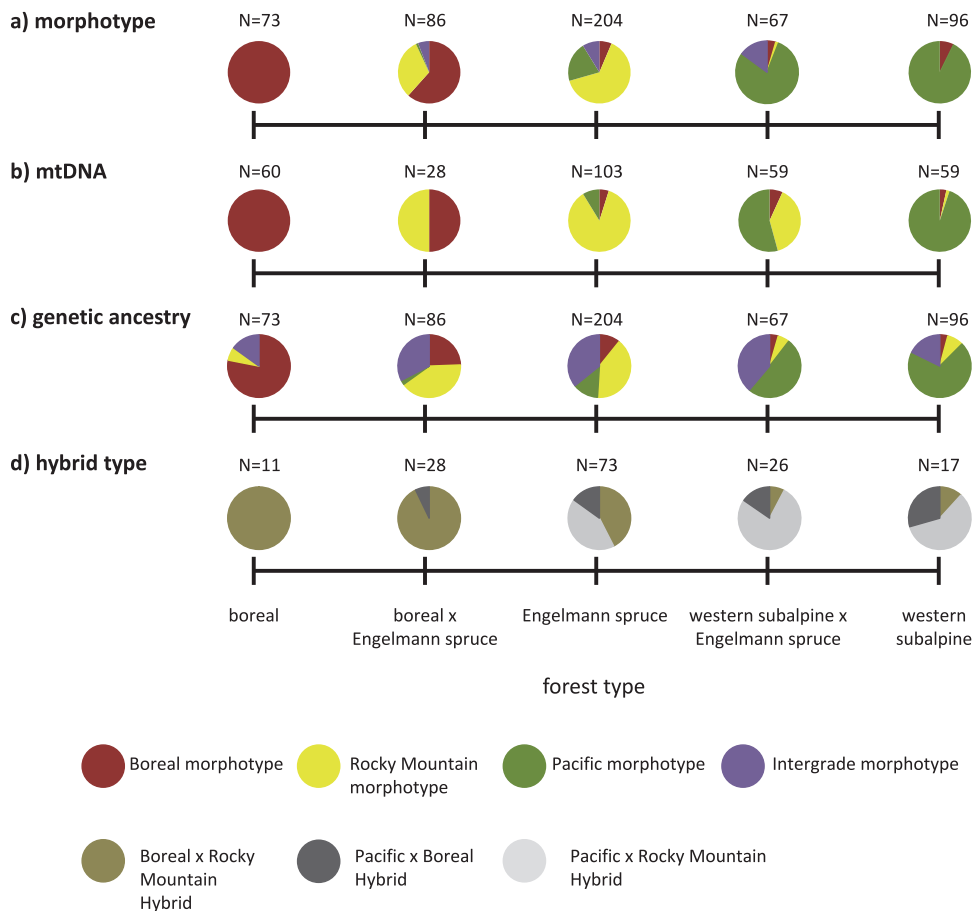 a) morphotype
N=73 N=86 N=204 N=67 N=96
b) mtDNA
N=60 N=28 N=103 N=59 N=59
c) genetic ancestry
N=73 N=86 N=204 N=67 N=96
d) hybrid type
N=11 N=28 N=73 N=26 N=17
boreal
boreal x
Engelmann spruce
Engelmann spruce
western subalpine x
Engelmann spruce
western
subalpine
forest type
Boreal morphotype
Rocky Mountain
morphotype
Pacific morphotype
Intergrade morphotype
Boreal x Rocky
Mountain
Hybrid
Pacific x Boreal
Hybrid
Pacific x Rocky Mountain
Hybrid